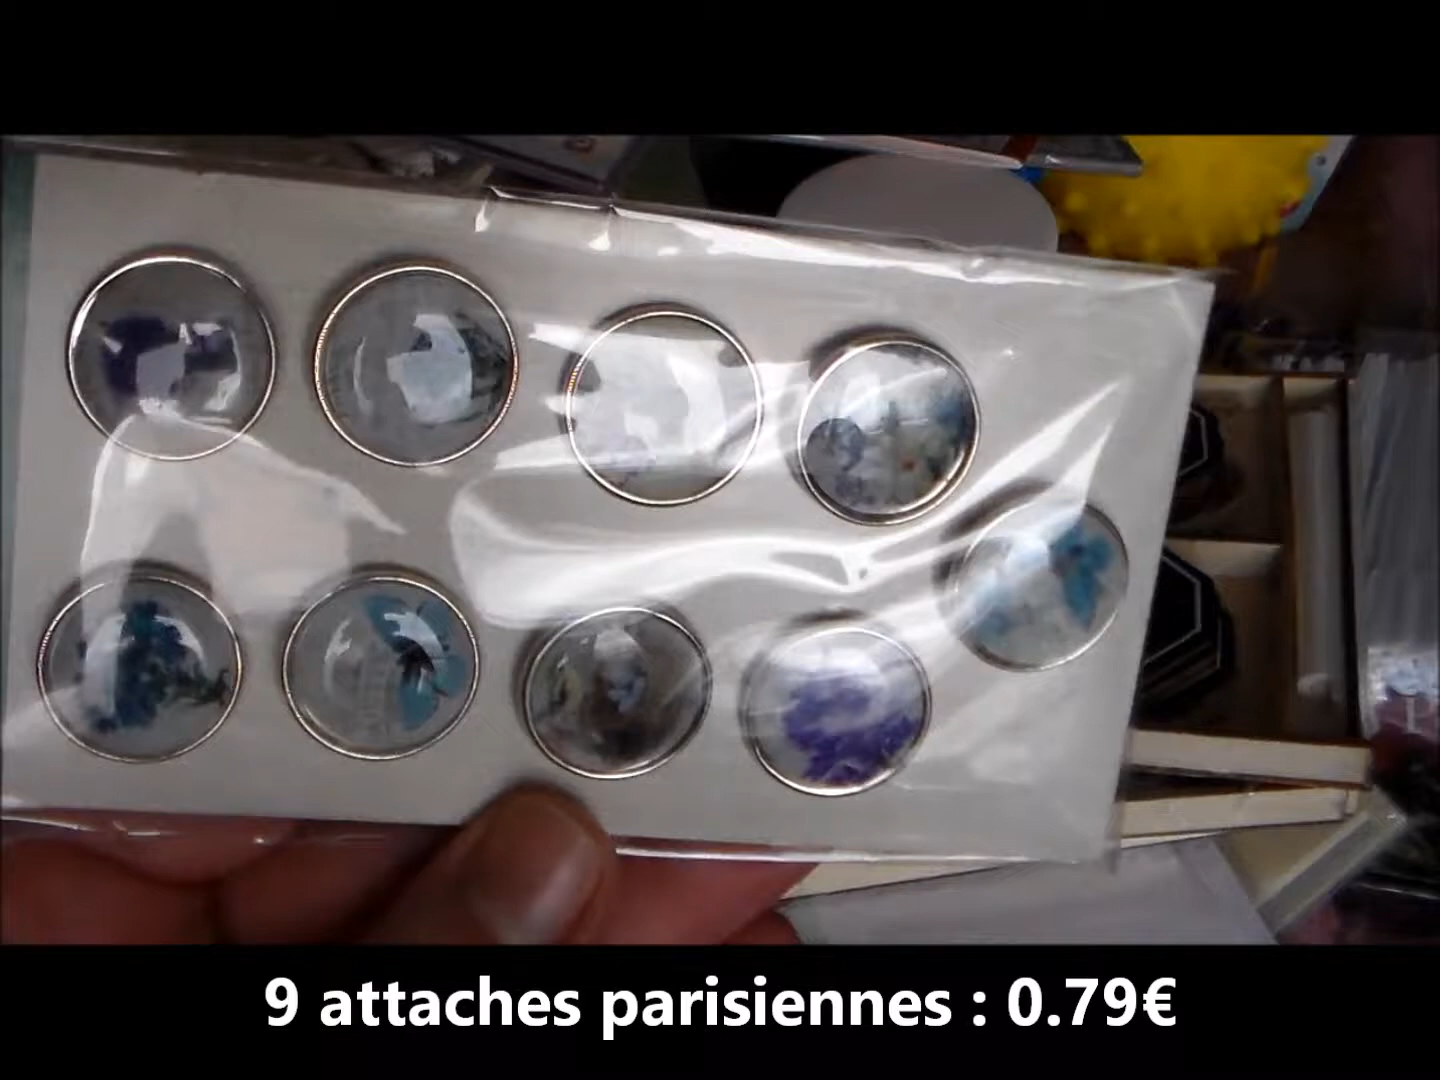 9 attaches parisiennes : 0.79€